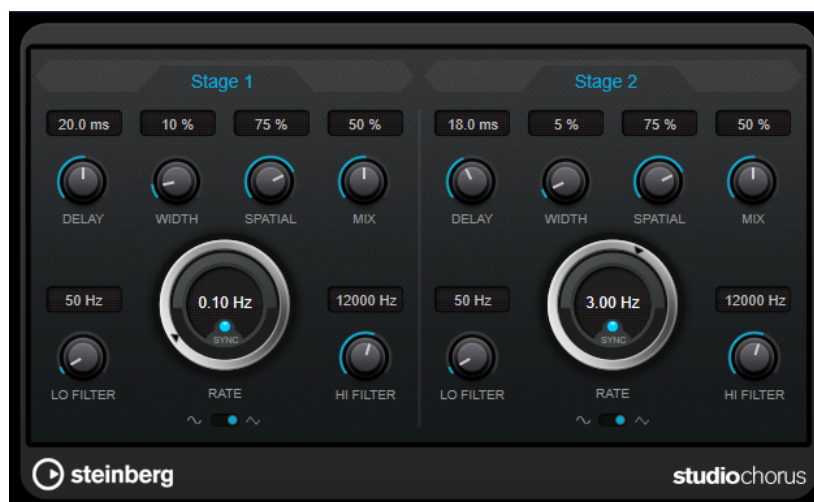 Stage 1
20.0 ms 10 % 75 % 50 %
DELAY WIDTH SPATIAL MIX
50 Hz 0.10 Hz 12000 Hz
SYNC
LO FILTER RATE HI FILTER
Stage 2
18.0 ms 5 % 75 % 50 %
DELAY WIDTH SPATIAL MIX
50 Hz 3.00 Hz 12000 Hz
SYNC
LO FILTER RATE HI FILTER
steinberg
studiochorus